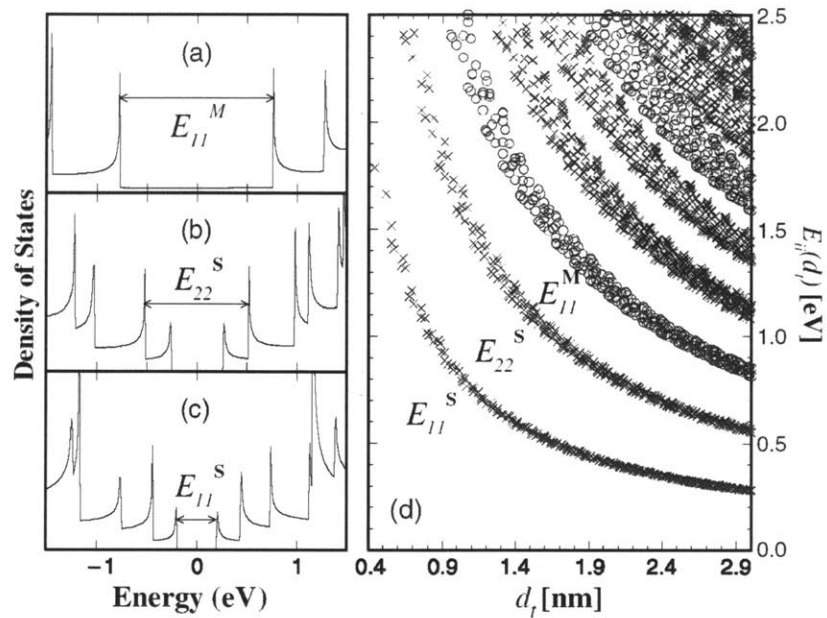 (a)
E₁₁ᴹ
(b)
E₂₂ˢ
(c)
E₁₁ˢ
Density of States
−1 0 1
Energy (eV)
2.5
2.0
1.5
1.0
0.5
0.0
E₁₁ᴹ
E₂₂ˢ
E₁₁ˢ
(d)
0.4 0.9 1.4 1.9 2.4 2.9
dₜ [nm]
Eᵢᵢ(dₜ) [eV]